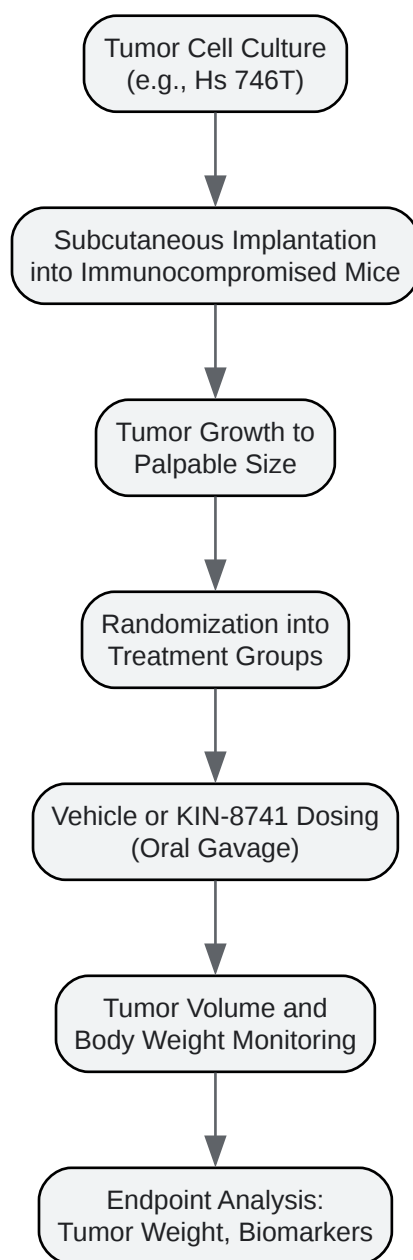 Tumor Cell Culture
(e.g., Hs 746T)
Subcutaneous Implantation
into Immunocompromised Mice
Tumor Growth to
Palpable Size
Randomization into
Treatment Groups
Vehicle or KIN-8741 Dosing
(Oral Gavage)
Tumor Volume and
Body Weight Monitoring
Endpoint Analysis:
Tumor Weight, Biomarkers